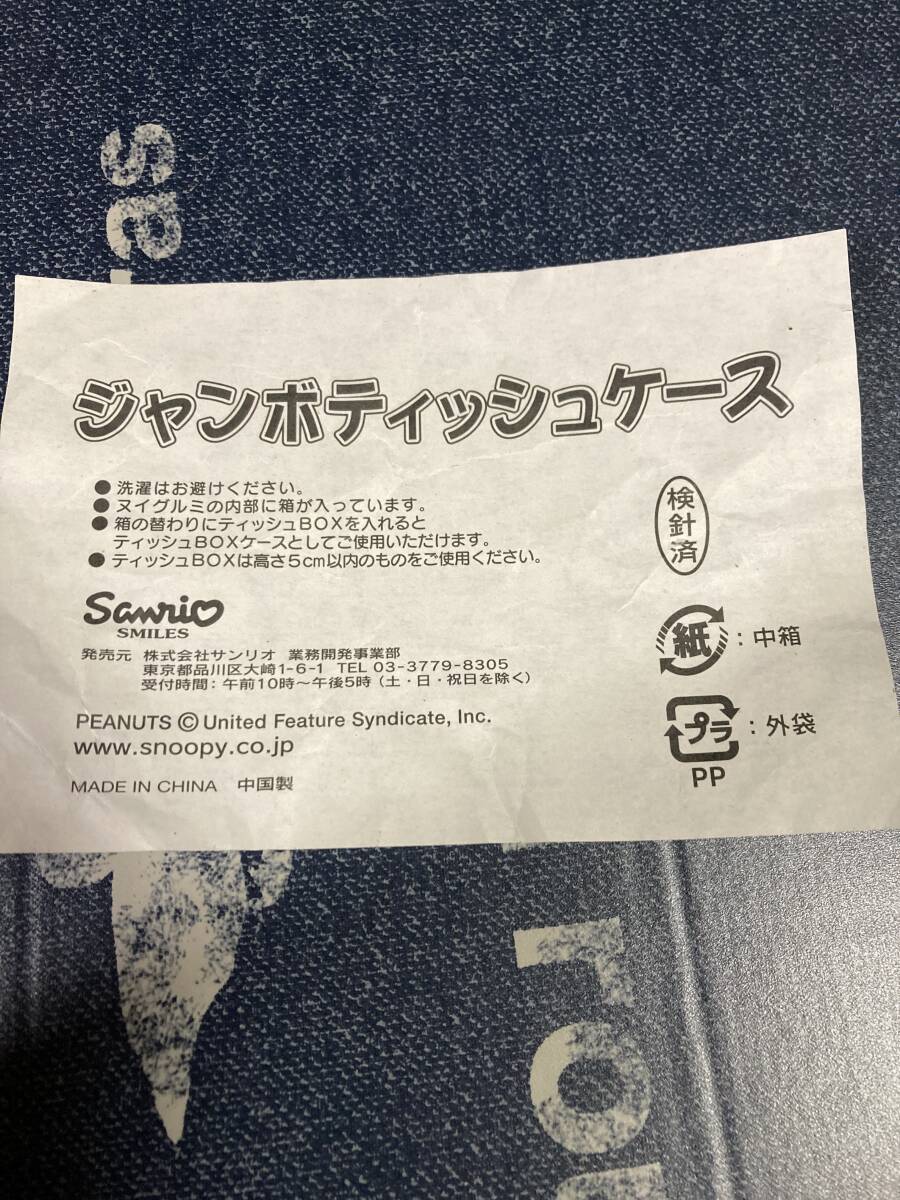 as
ジャンボティッシュケース
● 洗濯はお避けください。
● ヌイグルミの内部に箱が入っています。
● 箱の替わりにティッシュBOXを入れると
ティッシュBOXケースとしてご使用いただけます。
● ティッシュBOXは高さ5cm以内のものをご使用ください。
検針済
Sanrio
SMILES
発売元 株式会社サンリオ 業務開発事業部
東京都品川区大崎1-6-1 TEL 03-3779-8305
受付時間：午前10時〜午後5時（土・日・祝日を除く）
PEANUTS © United Feature Syndicate, Inc.
www.snoopy.co.jp
MADE IN CHINA 中国製
紙：中箱
プラ：外袋
PP
ro